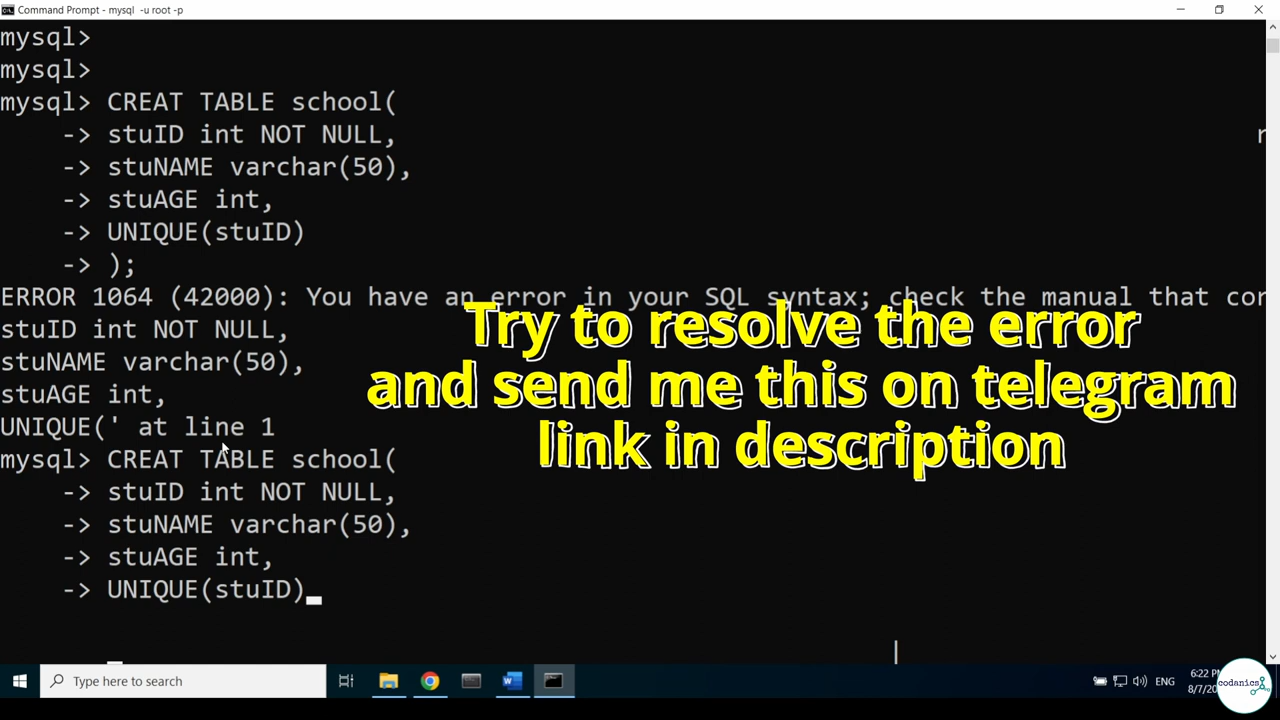 Command Prompt - mysql -u root -p
mysql>
mysql>
mysql> CREAT TABLE school(
-> stuID int NOT NULL,
-> stuNAME varchar(50),
-> stuAGE int,
-> UNIQUE(stuID)
-> );
ERROR 1064 (42000): You have an error in your SQL syntax; check the manual that cor
stuID int NOT NULL,
stuNAME varchar(50),
stuAGE int,
UNIQUE(' at line 1
mysql> CREAT TABLE school(
-> stuID int NOT NULL,
-> stuNAME varchar(50),
-> stuAGE int,
-> UNIQUE(stuID)
Try to resolve the error
and send me this on telegram
link in description
Type here to search
ENG
6:22
8/7/
codanics